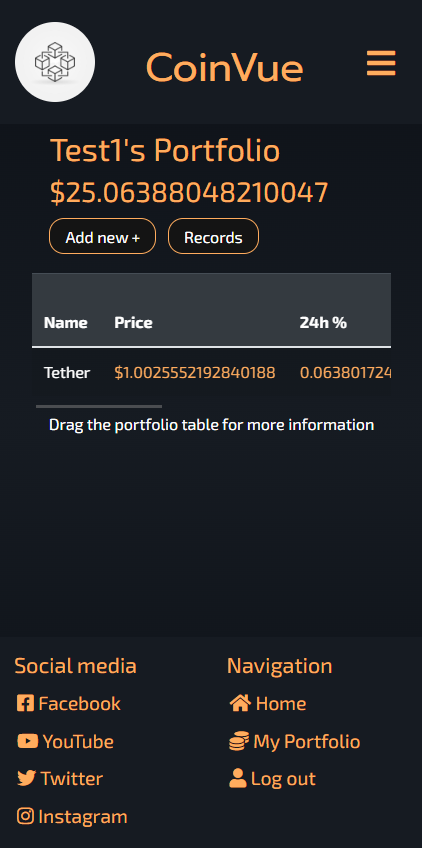 CoinVue
Test1's Portfolio
$25.06388048210047
Add new + Records
Name Price 24h %
Tether $1.0025552192840188 0.063801724
Drag the portfolio table for more information
Social media Navigation
Facebook Home
YouTube My Portfolio
Twitter Log out
Instagram